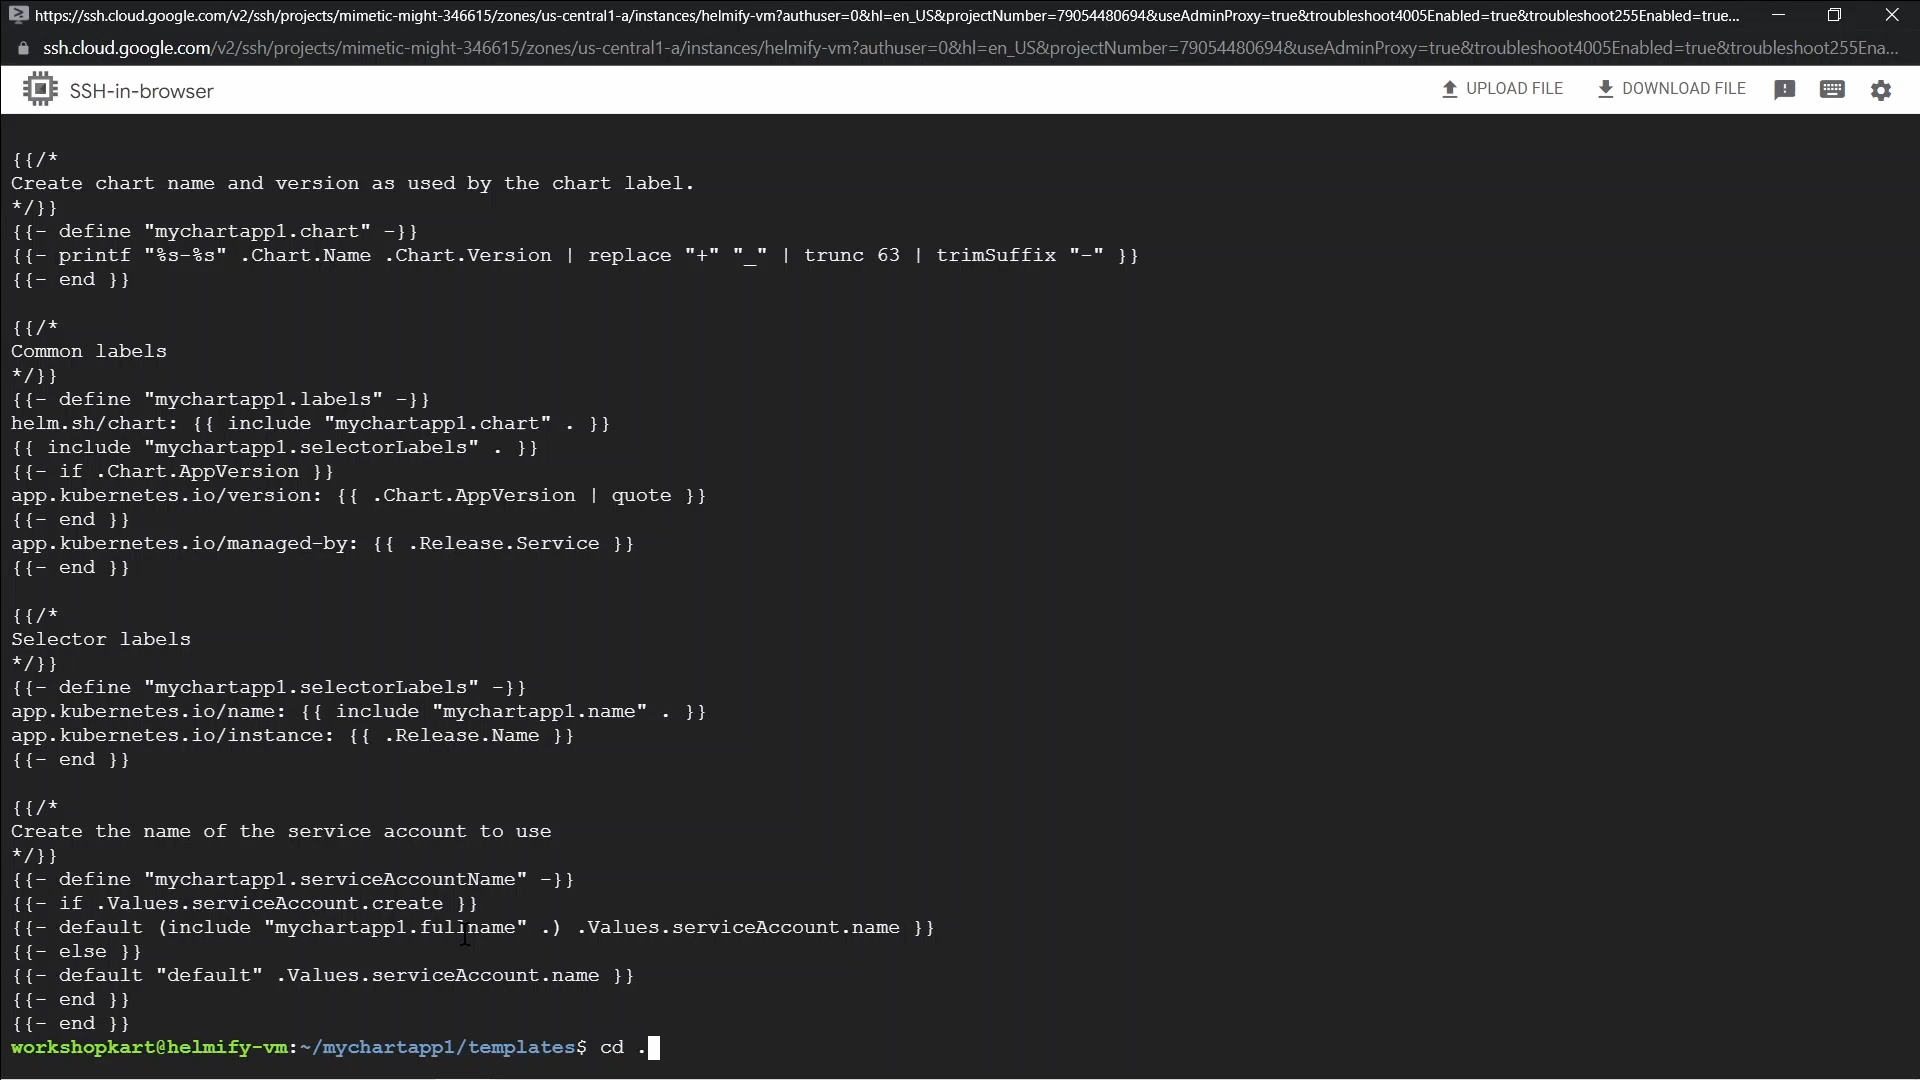 https://ssh.cloud.google.com/v2/ssh/projects/mimetic-might-346615/zones/us-central1-a/instances/helmify-vm?authuser=0&hl=en_US&projectNumber=79054480694&useAdminProxy=true&troubleshoot4005Enabled=true&troubleshoot255Enabled=true...
ssh.cloud.google.com/v2/ssh/projects/mimetic-might-346615/zones/us-central1-a/instances/helmify-vm?authuser=0&hl=en_US&projectNumber=79054480694&useAdminProxy=true&troubleshoot4005Enabled=true&troubleshoot255Ena...
SSH-in-browser
UPLOAD FILE
DOWNLOAD FILE
{{/*
Create chart name and version as used by the chart label.
*/}}
{{- define "mychartapp1.chart" -}}
{{- printf "%s-%s" .Chart.Name .Chart.Version | replace "+" "_" | trunc 63 | trimSuffix "-" }}
{{- end }}
{{/*
Common labels
*/}}
{{- define "mychartapp1.labels" -}}
helm.sh/chart: {{ include "mychartapp1.chart" . }}
{{ include "mychartapp1.selectorLabels" . }}
{{- if .Chart.AppVersion }}
app.kubernetes.io/version: {{ .Chart.AppVersion | quote }}
{{- end }}
app.kubernetes.io/managed-by: {{ .Release.Service }}
{{- end }}
{{/*
Selector labels
*/}}
{{- define "mychartapp1.selectorLabels" -}}
app.kubernetes.io/name: {{ include "mychartapp1.name" . }}
app.kubernetes.io/instance: {{ .Release.Name }}
{{- end }}
{{/*
Create the name of the service account to use
*/}}
{{- define "mychartapp1.serviceAccountName" -}}
{{- if .Values.serviceAccount.create }}
{{- default (include "mychartapp1.fullname" .) .Values.serviceAccount.name }}
{{- else }}
{{- default "default" .Values.serviceAccount.name }}
{{- end }}
{{- end }}
workshopkart@helmify-vm:~/mychartapp1/templates$ cd .